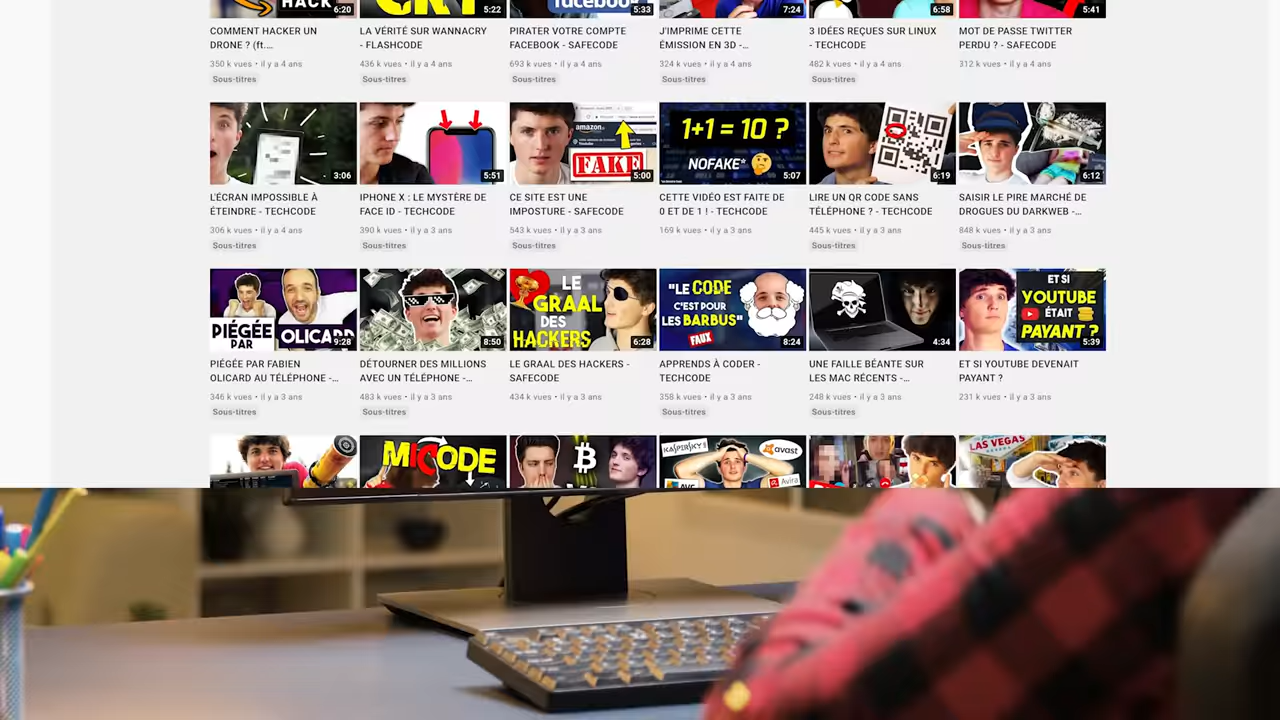 HACK
6:20
CRY
5:22
facebook
5:33
7:24
6:58
5:41
COMMENT HACKER UN
DRONE ? (ft....
350 k vues • il y a 4 ans
Sous-titres
LA VÉRITÉ SUR WANNACRY
- FLASHCODE
436 k vues • il y a 4 ans
Sous-titres
PIRATER VOTRE COMPTE
FACEBOOK - SAFECODE
693 k vues • il y a 4 ans
Sous-titres
J'IMPRIME CETTE
ÉMISSION EN 3D -...
324 k vues • il y a 4 ans
Sous-titres
3 IDÉES REÇUES SUR LINUX
- TECHCODE
482 k vues • il y a 4 ans
Sous-titres
MOT DE PASSE TWITTER
PERDU ? - SAFECODE
312 k vues • il y a 4 ans
3:06
5:51
amazon
Youtube
FAKE
5:00
1+1 = 10 ?
NOFAKE*
5:07
6:19
6:12
L'ÉCRAN IMPOSSIBLE À
ÉTEINDRE - TECHCODE
306 k vues • il y a 4 ans
Sous-titres
IPHONE X : LE MYSTÈRE DE
FACE ID - TECHCODE
390 k vues • il y a 3 ans
Sous-titres
CE SITE EST UNE
IMPOSTURE - SAFECODE
543 k vues • il y a 3 ans
Sous-titres
CETTE VIDÉO EST FAITE DE
0 ET DE 1 ! - TECHCODE
169 k vues • il y a 3 ans
LIRE UN QR CODE SANS
TÉLÉPHONE ? - TECHCODE
445 k vues • il y a 3 ans
Sous-titres
SAISIR LE PIRE MARCHÉ DE
DROGUES DU DARKWEB -...
848 k vues • il y a 3 ans
Sous-titres
PIÉGÉE
PAR
OLICARD
9:28
8:50
LE
GRAAL
DES
HACKERS
6:28
"LE CODE
C'EST POUR
LES BARBUS"
FAUX
8:24
4:34
ET SI
YOUTUBE
ÉTAIT
PAYANT ?
5:39
PIÉGÉE PAR FABIEN
OLICARD AU TÉLÉPHONE -...
346 k vues • il y a 3 ans
Sous-titres
DÉTOURNER DES MILLIONS
AVEC UN TÉLÉPHONE -...
483 k vues • il y a 3 ans
Sous-titres
LE GRAAL DES HACKERS -
SAFECODE
434 k vues • il y a 3 ans
APPRENDS À CODER -
TECHCODE
358 k vues • il y a 3 ans
Sous-titres
UNE FAILLE BÉANTE SUR
LES MAC RÉCENTS -...
248 k vues • il y a 3 ans
Sous-titres
ET SI YOUTUBE DEVENAIT
PAYANT ?
231 k vues • il y a 3 ans
MICODE
KASPERSKY
avast
AVG
Avira
LAS VEGAS